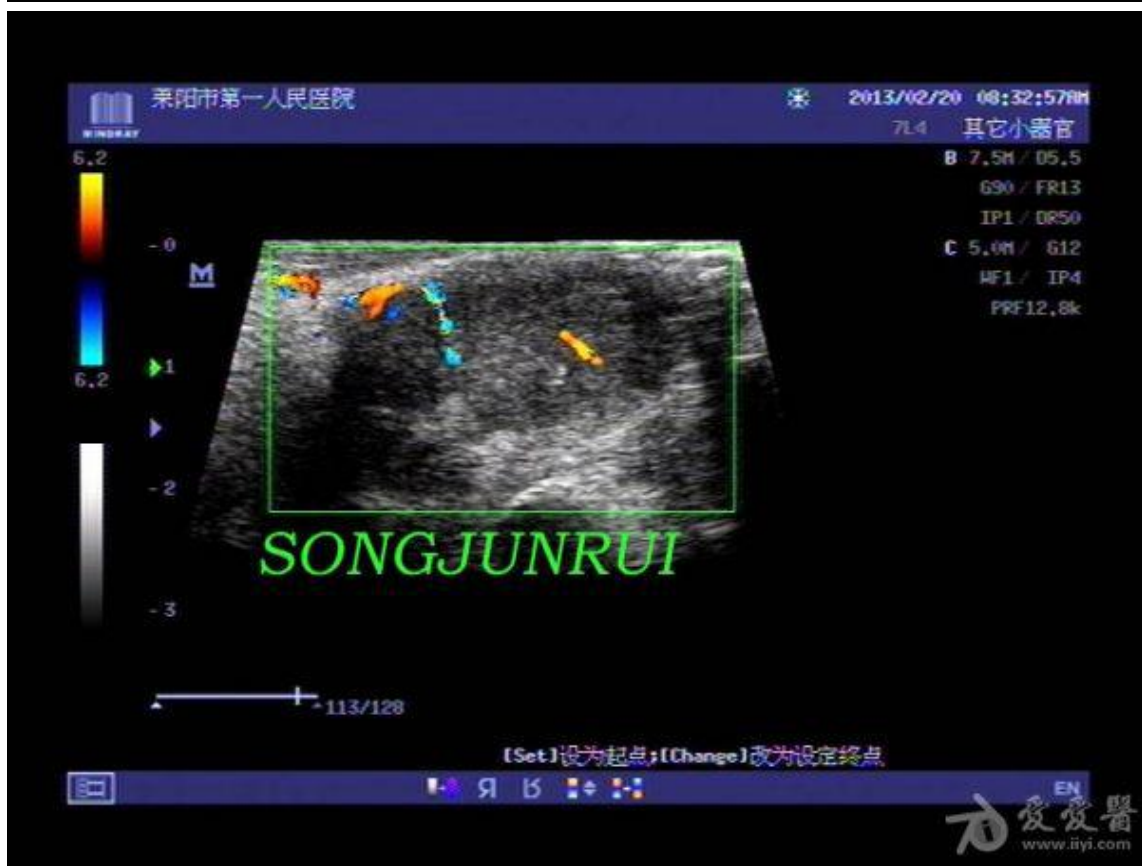 莱阳市第一人民医院 2013/02/20 08:32:57AM
MINDRAY 7L4 其它小器官
6.2 B 7.5M / D5.5
G90 / FR13
IP1 / DR50
-0 C 5.0M / G12
M WF1 / IP4
PRF12.8k
1
6.2
-2
SONGJUNRUI
-3
113/128
[Set]设为起点;[Change]改为设定终点
R R EN
爱爱醫
www.iiyi.com